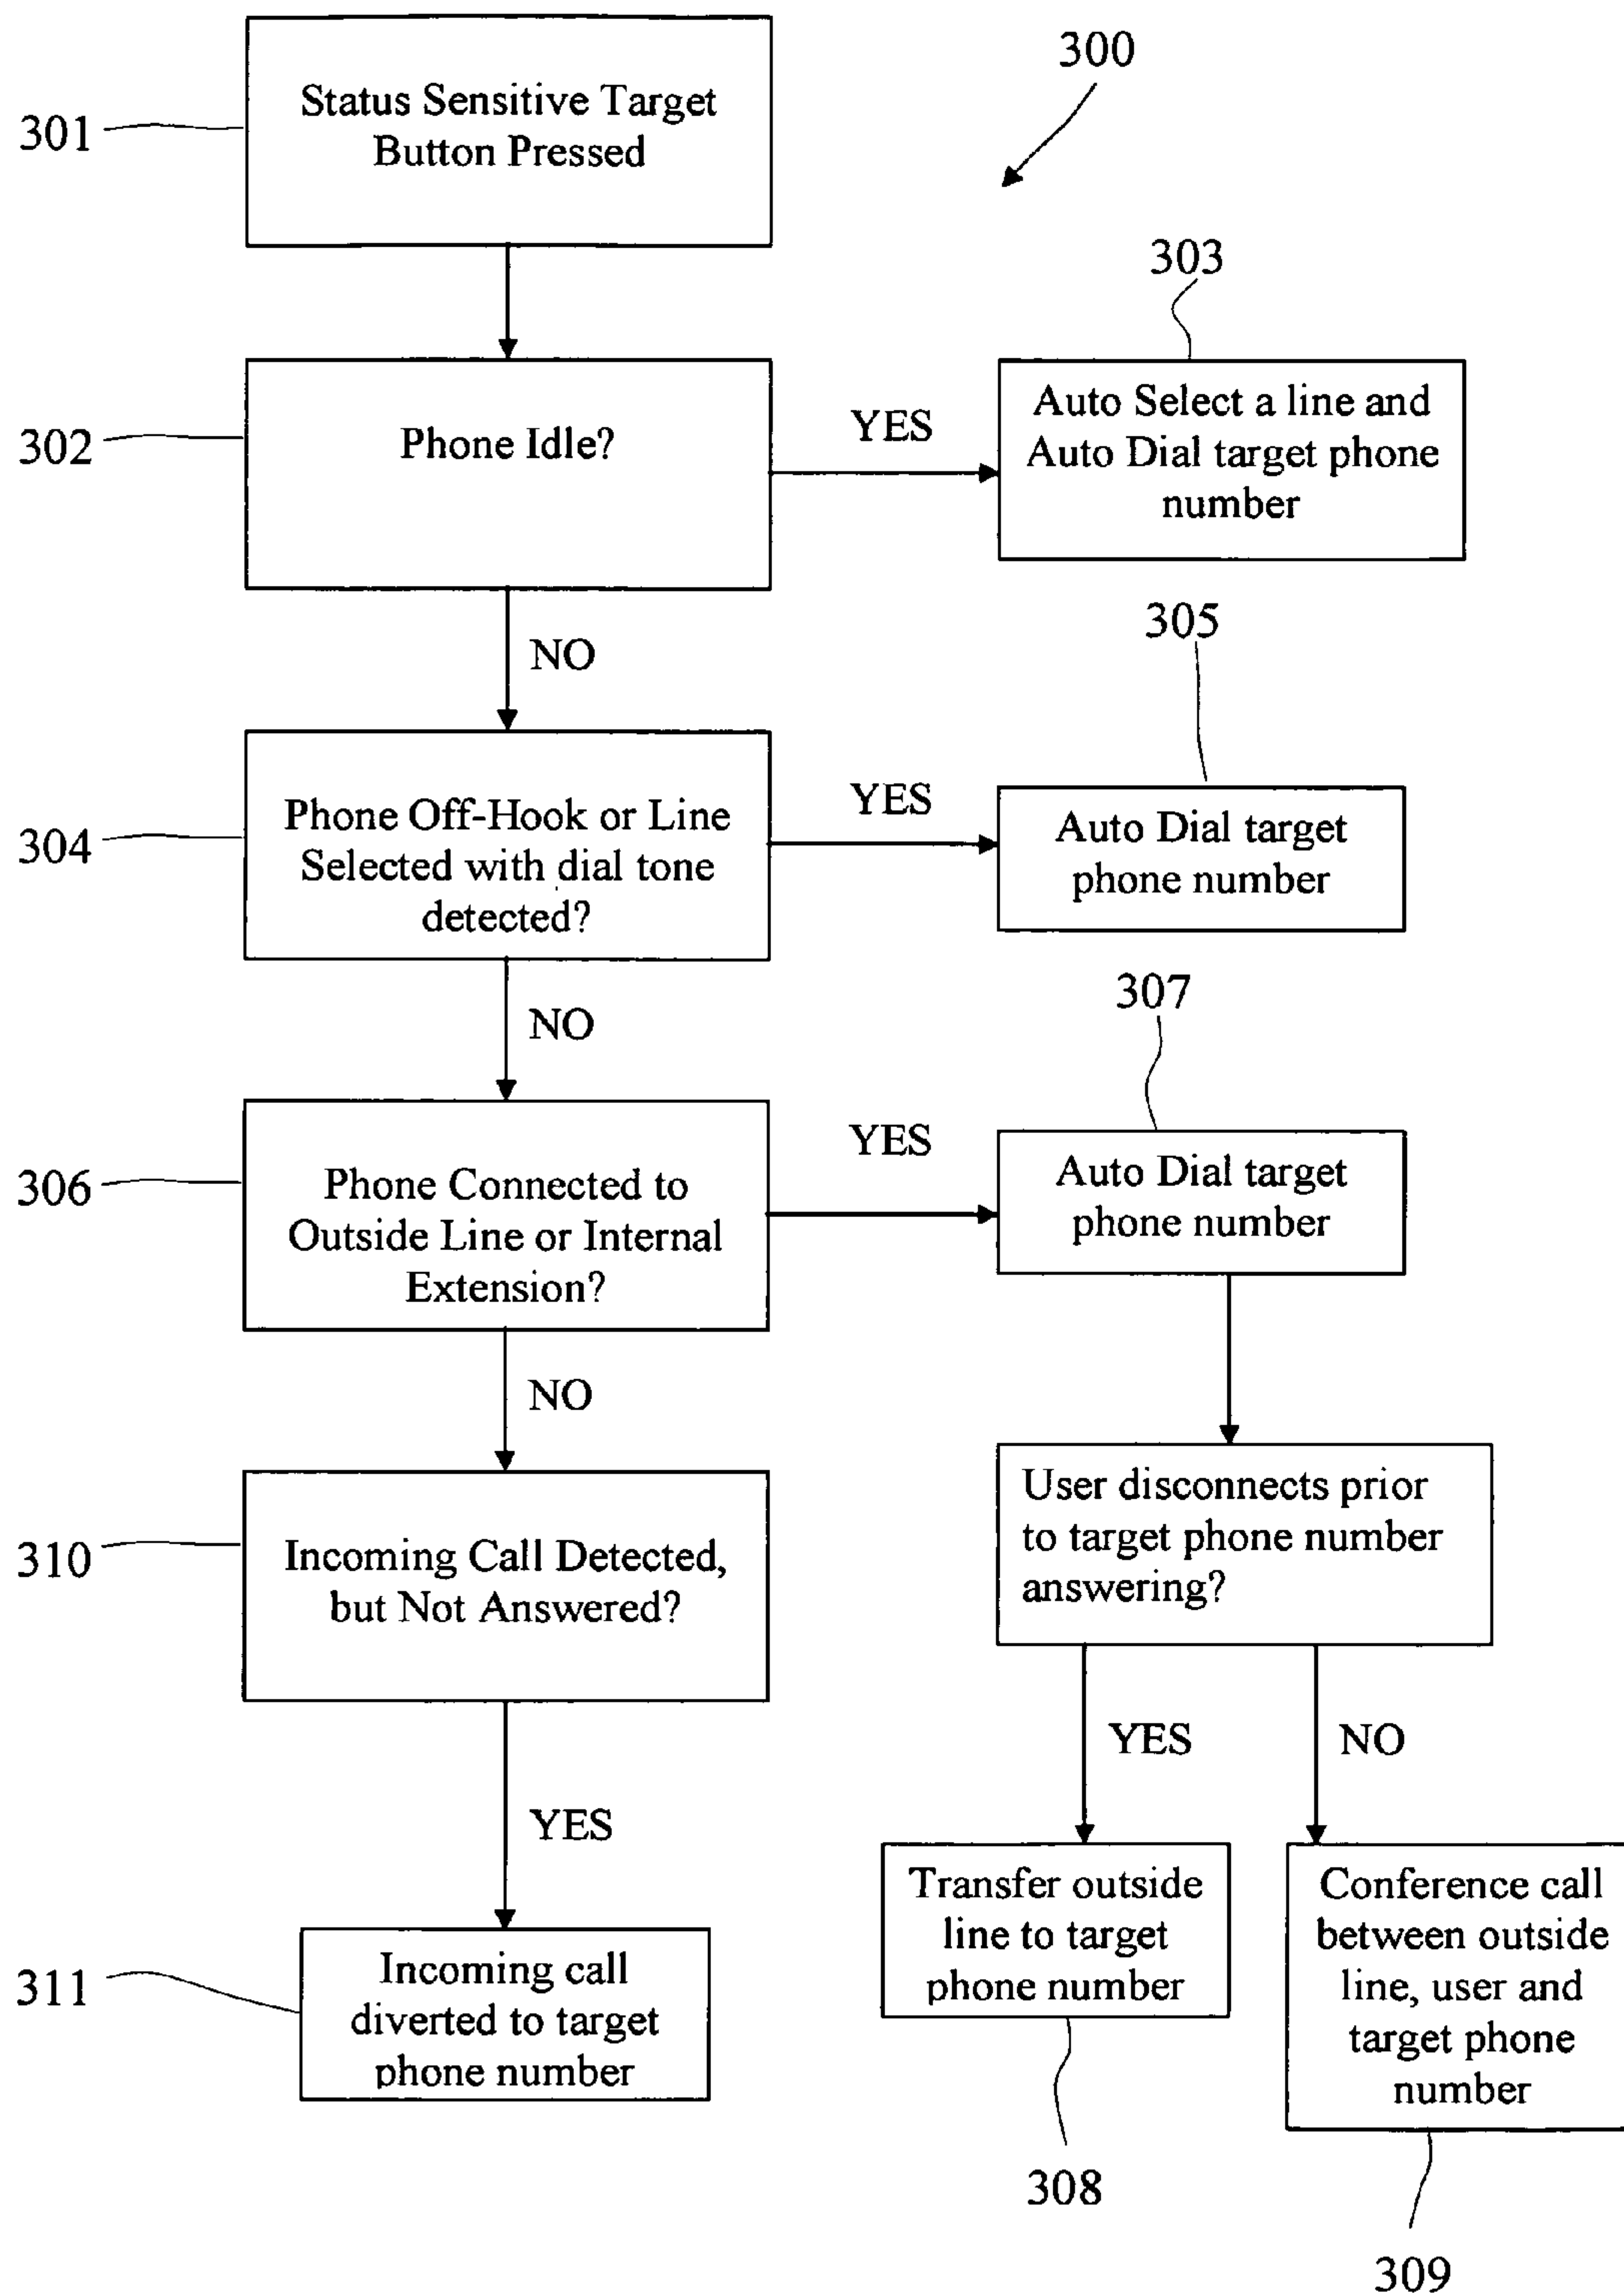 300
301
Status Sensitive Target
Button Pressed
303
302
Phone Idle?
YES
Auto Select a line and
Auto Dial target phone
number
NO
305
304
Phone Off-Hook or Line
Selected with dial tone
detected?
YES
Auto Dial target
phone number
NO
307
306
Phone Connected to
Outside Line or Internal
Extension?
YES
Auto Dial target
phone number
NO
310
Incoming Call Detected,
but Not Answered?
User disconnects prior
to target phone number
answering?
YES
NO
YES
311
Incoming call
diverted to target
phone number
Transfer outside
line to target
phone number
Conference call
between outside
line, user and
target phone
number
308
309